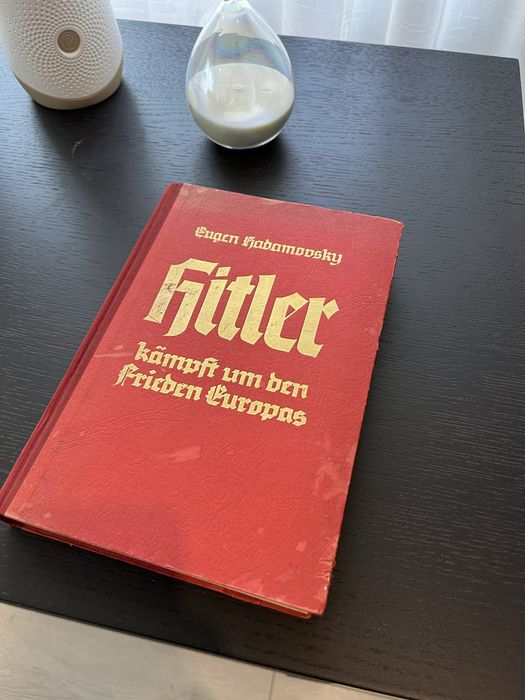 Eugen Hadamovsky
Hitler
kämpft um den
Frieden Europas